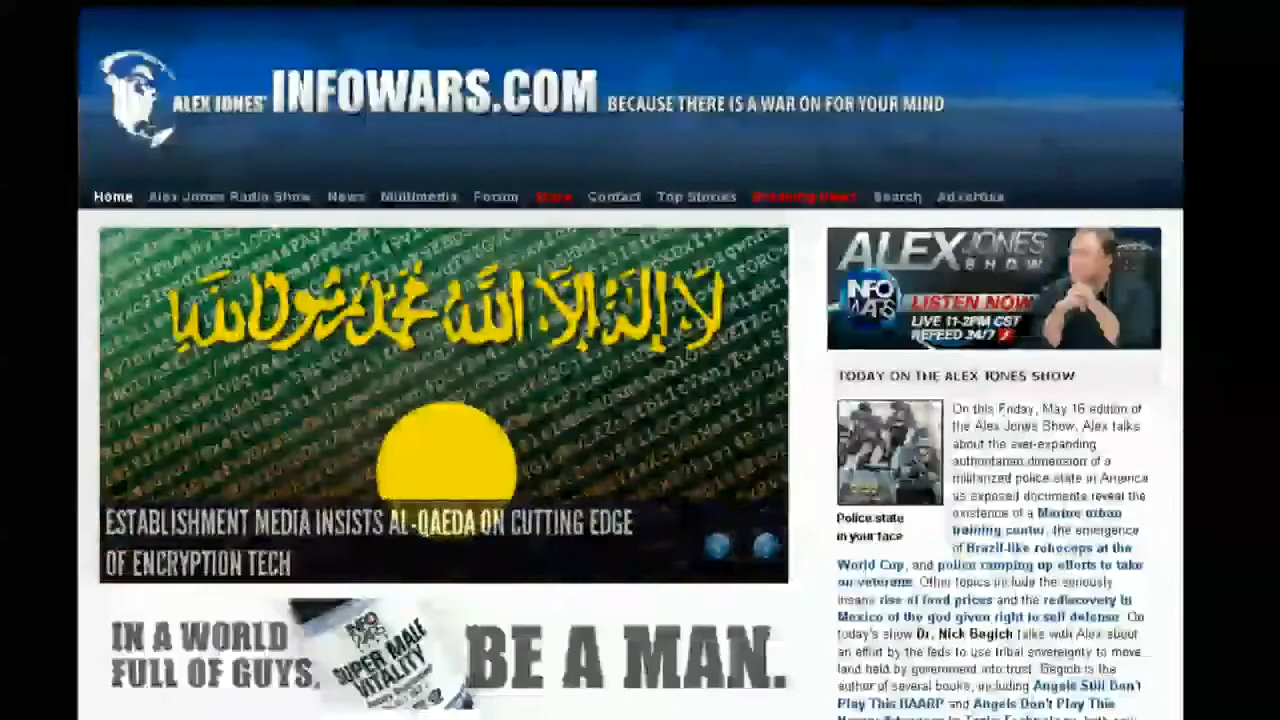 ALEX JONES' INFOWARS.COM BECAUSE THERE IS A WAR ON FOR YOUR MIND
Home Alex Jones Radio Show News Multimedia Forum Store Contact Top Stories Breaking News Search Advertise
لا إله إلا الله محمد رسول الله
ESTABLISHMENT MEDIA INSISTS AL-QAEDA ON CUTTING EDGE
OF ENCRYPTION TECH
IN A WORLD
FULL OF GUYS.
INFO
WARS
SUPER MALE
VITALITY
BE A MAN.
ALEX JONES
SHOW
INFO
WARS
LISTEN NOW
LIVE 11-2PM CST
REFEED 24/7
TODAY ON THE ALEX JONES SHOW
Police state
in your face
On this Friday, May 16 edition of
the Alex Jones Show, Alex talks
about the ever-expanding
authoritarian dimension of a
militarized police state in America
as exposed documents reveal the
existence of a Marine urban
training center, the emergence
of Brazil-like robocops at the
World Cup, and police ramping up efforts to take
on veterans. Other topics include the seriously
insane rise of food prices and the rediscovery in
Mexico of the god given right to self defense. On
today's show Dr. Nick Begich talks with Alex about
an effort by the feds to use tribal sovereignty to move
land held by government into trust. Begich is the
author of several books, including Angels Still Don't
Play This HAARP and Angels Don't Play This